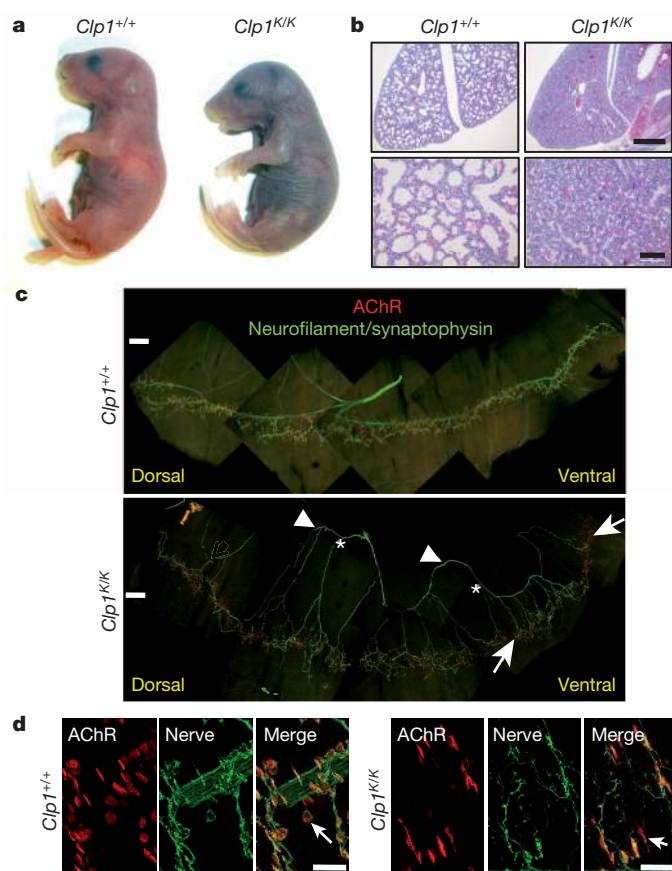 a
Clp1+/+
Clp1K/K
b
Clp1+/+
Clp1K/K
c
AChR
Neurofilament/synaptophysin
Clp1+/+
Dorsal
Ventral
*
*
Clp1K/K
Dorsal
Ventral
d
Clp1+/+
AChR
Nerve
Merge
Clp1K/K
AChR
Nerve
Merge